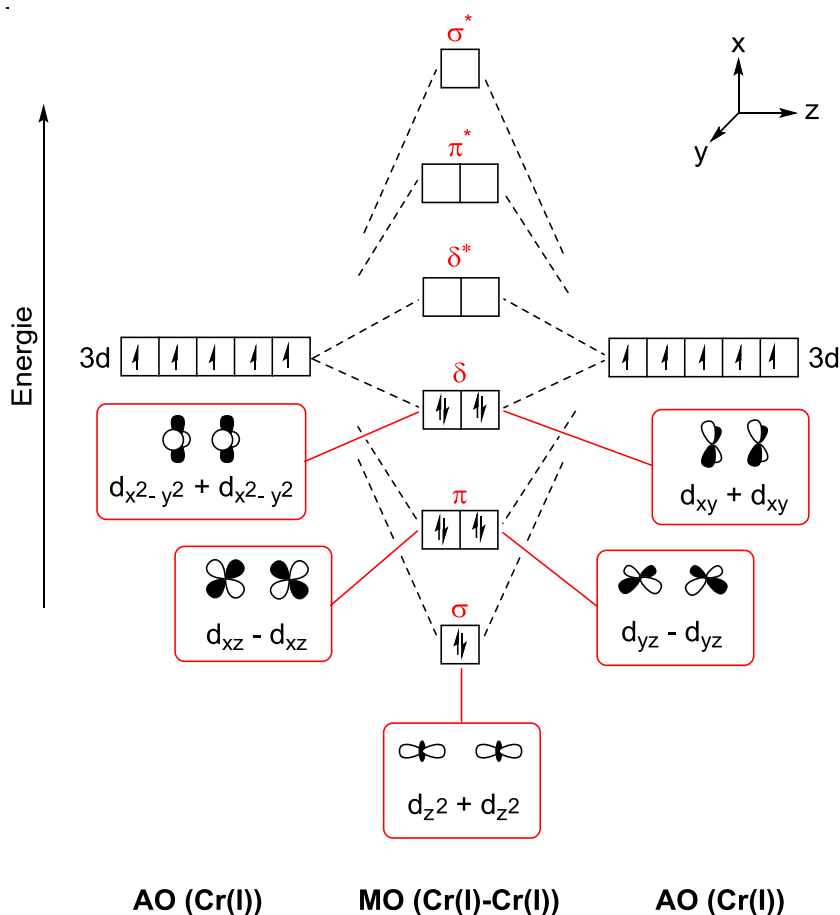 σ*
x
z
y
π*
δ*
Energie
3d
3d
δ
dx2- y2 + dx2- y2
dxy + dxy
π
dxz - dxz
dyz - dyz
σ
dz2 + dz2
AO (Cr(I)) MO (Cr(I)-Cr(I)) AO (Cr(I))